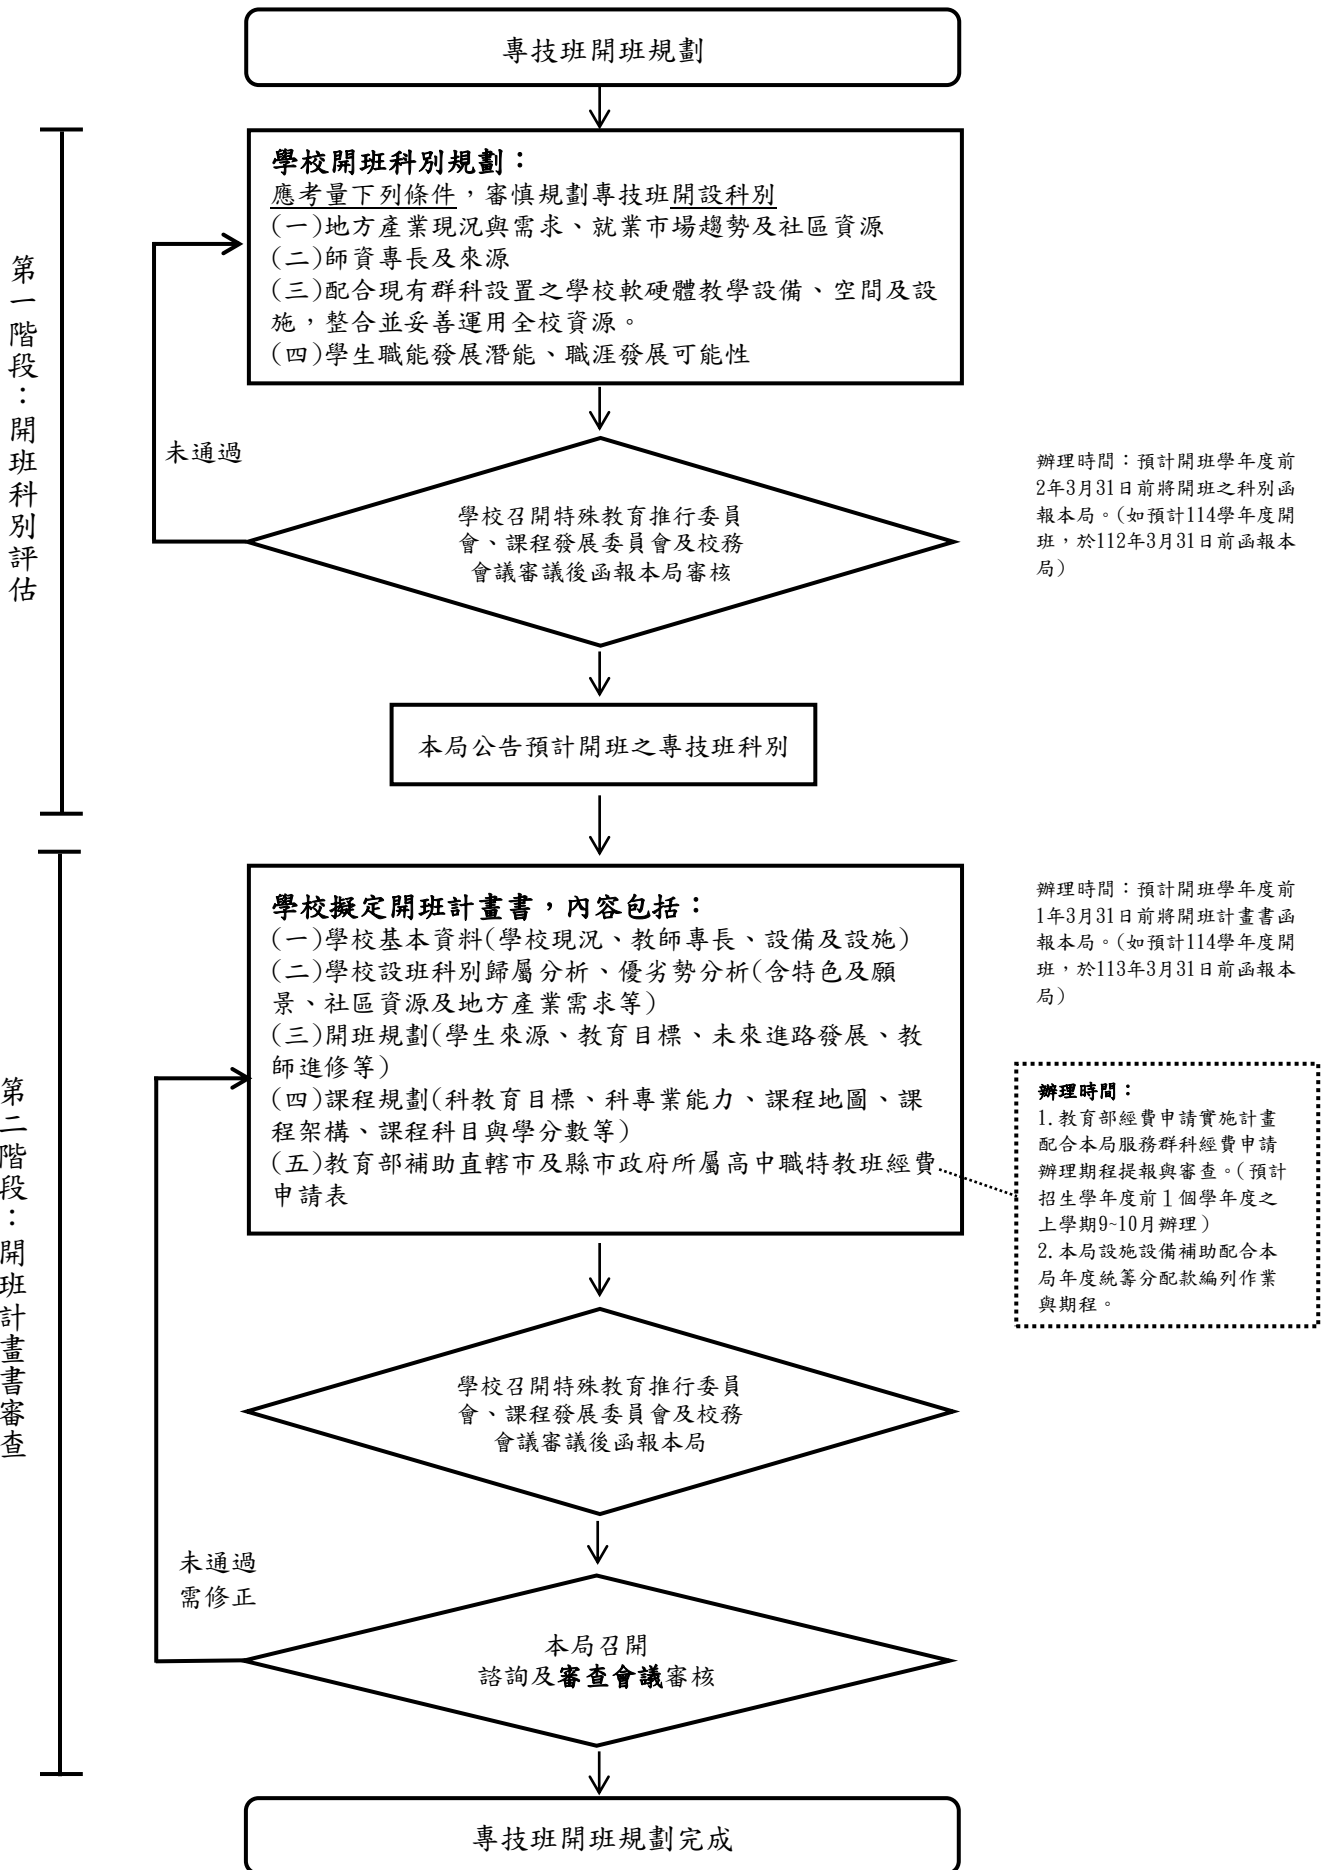 專技班開班規劃
第一階段：開班科別評估
學校開班科別規劃：
應考量下列條件，審慎規劃專技班開設科別
(一)地方產業現況與需求、就業市場趨勢及社區資源
(二)師資專長及來源
(三)配合現有群科設置之學校軟硬體教學設備、空間及設
施，整合並妥善運用全校資源。
(四)學生職能發展潛能、職涯發展可能性
未通過
學校召開特殊教育推行委員
會、課程發展委員會及校務
會議審議後函報本局審核
辦理時間：預計開班學年度前
2年3月31日前將開班之科別函
報本局。(如預計114學年度開
班，於112年3月31日前函報本
局)
本局公告預計開班之專技班科別
第二階段：開班計畫書審查
學校擬定開班計畫書，內容包括：
(一)學校基本資料(學校現況、教師專長、設備及設施)
(二)學校設班科別歸屬分析、優劣勢分析(含特色及願
景、社區資源及地方產業需求等)
(三)開班規劃(學生來源、教育目標、未來進路發展、教
師進修等)
(四)課程規劃(科教育目標、科專業能力、課程地圖、課
程架構、課程科目與學分數等)
(五)教育部補助直轄市及縣市政府所屬高中職特教班經費
申請表
辦理時間：預計開班學年度前
1年3月31日前將開班計畫書函
報本局。(如預計114學年度開
班，於113年3月31日前函報本
局)
辦理時間：
1.教育部經費申請實施計畫
配合本局服務群科經費申請
辦理期程提報與審查。(預計
招生學年度前1個學年度之
上學期9~10月辦理)
2.本局設施設備補助配合本
局年度統籌分配款編列作業
與期程。
學校召開特殊教育推行委員
會、課程發展委員會及校務
會議審議後函報本局
未通過
需修正
本局召開
諮詢及審查會議審核
專技班開班規劃完成